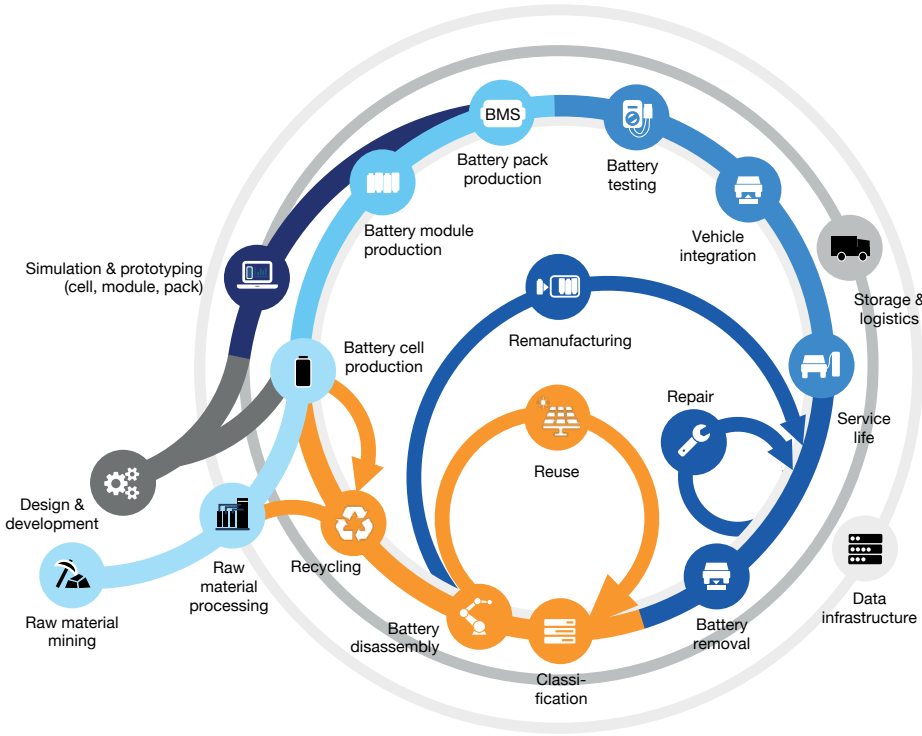 BMS
Battery pack
production
Battery
testing
Battery module
production
Vehicle
integration
Simulation & prototyping
(cell, module, pack)
Storage &
logistics
Remanufacturing
Battery cell
production
Repair
Service
life
Reuse
Design &
development
Recycling
Raw
material
processing
Raw material
mining
Battery
disassembly
Classi-
fication
Battery
removal
Data
infrastructure